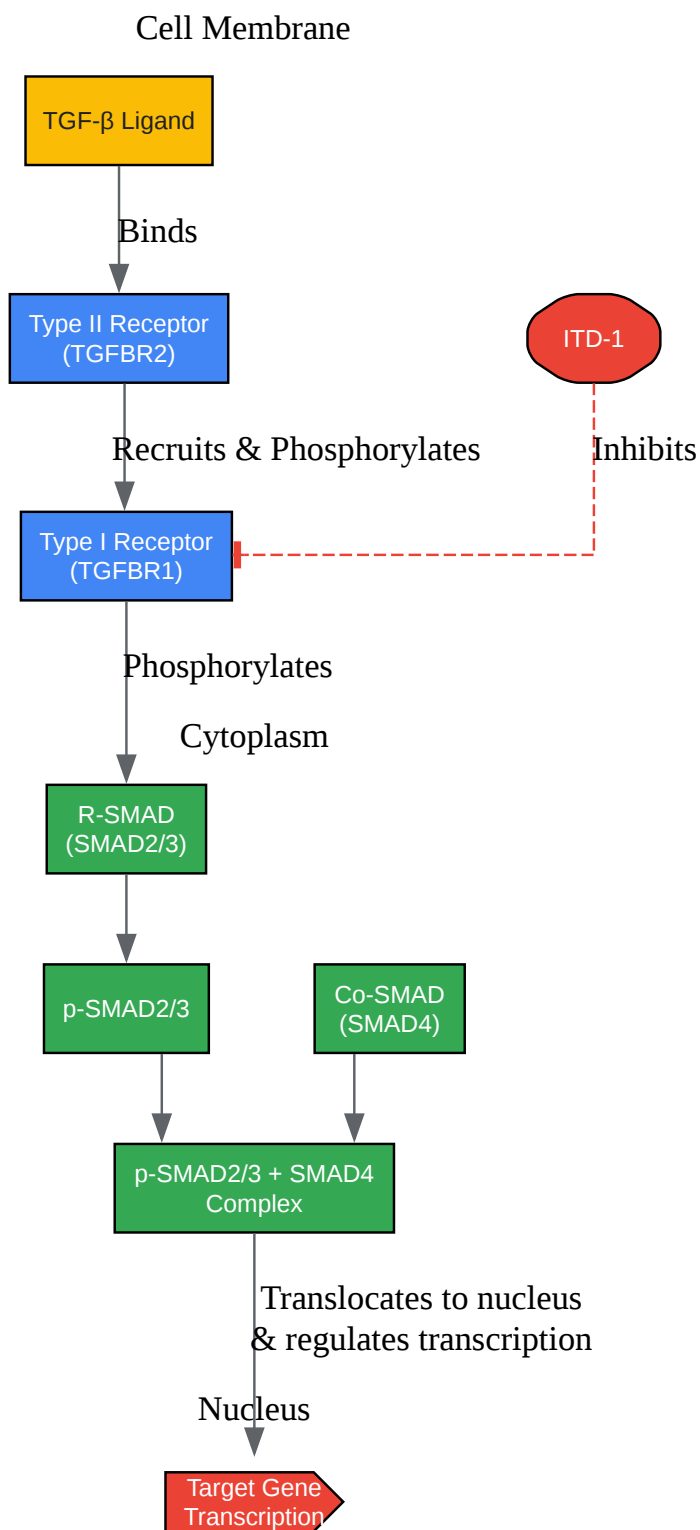 Cell Membrane
TGF-β Ligand
Binds
Type II Receptor
(TGFBR2)
ITD-1
Recruits & Phosphorylates
Inhibits
Type I Receptor
(TGFBR1)
Phosphorylates
Cytoplasm
R-SMAD
(SMAD2/3)
p-SMAD2/3
Co-SMAD
(SMAD4)
p-SMAD2/3 + SMAD4
Complex
Translocates to nucleus
& regulates transcription
Nucleus
Target Gene
Transcription